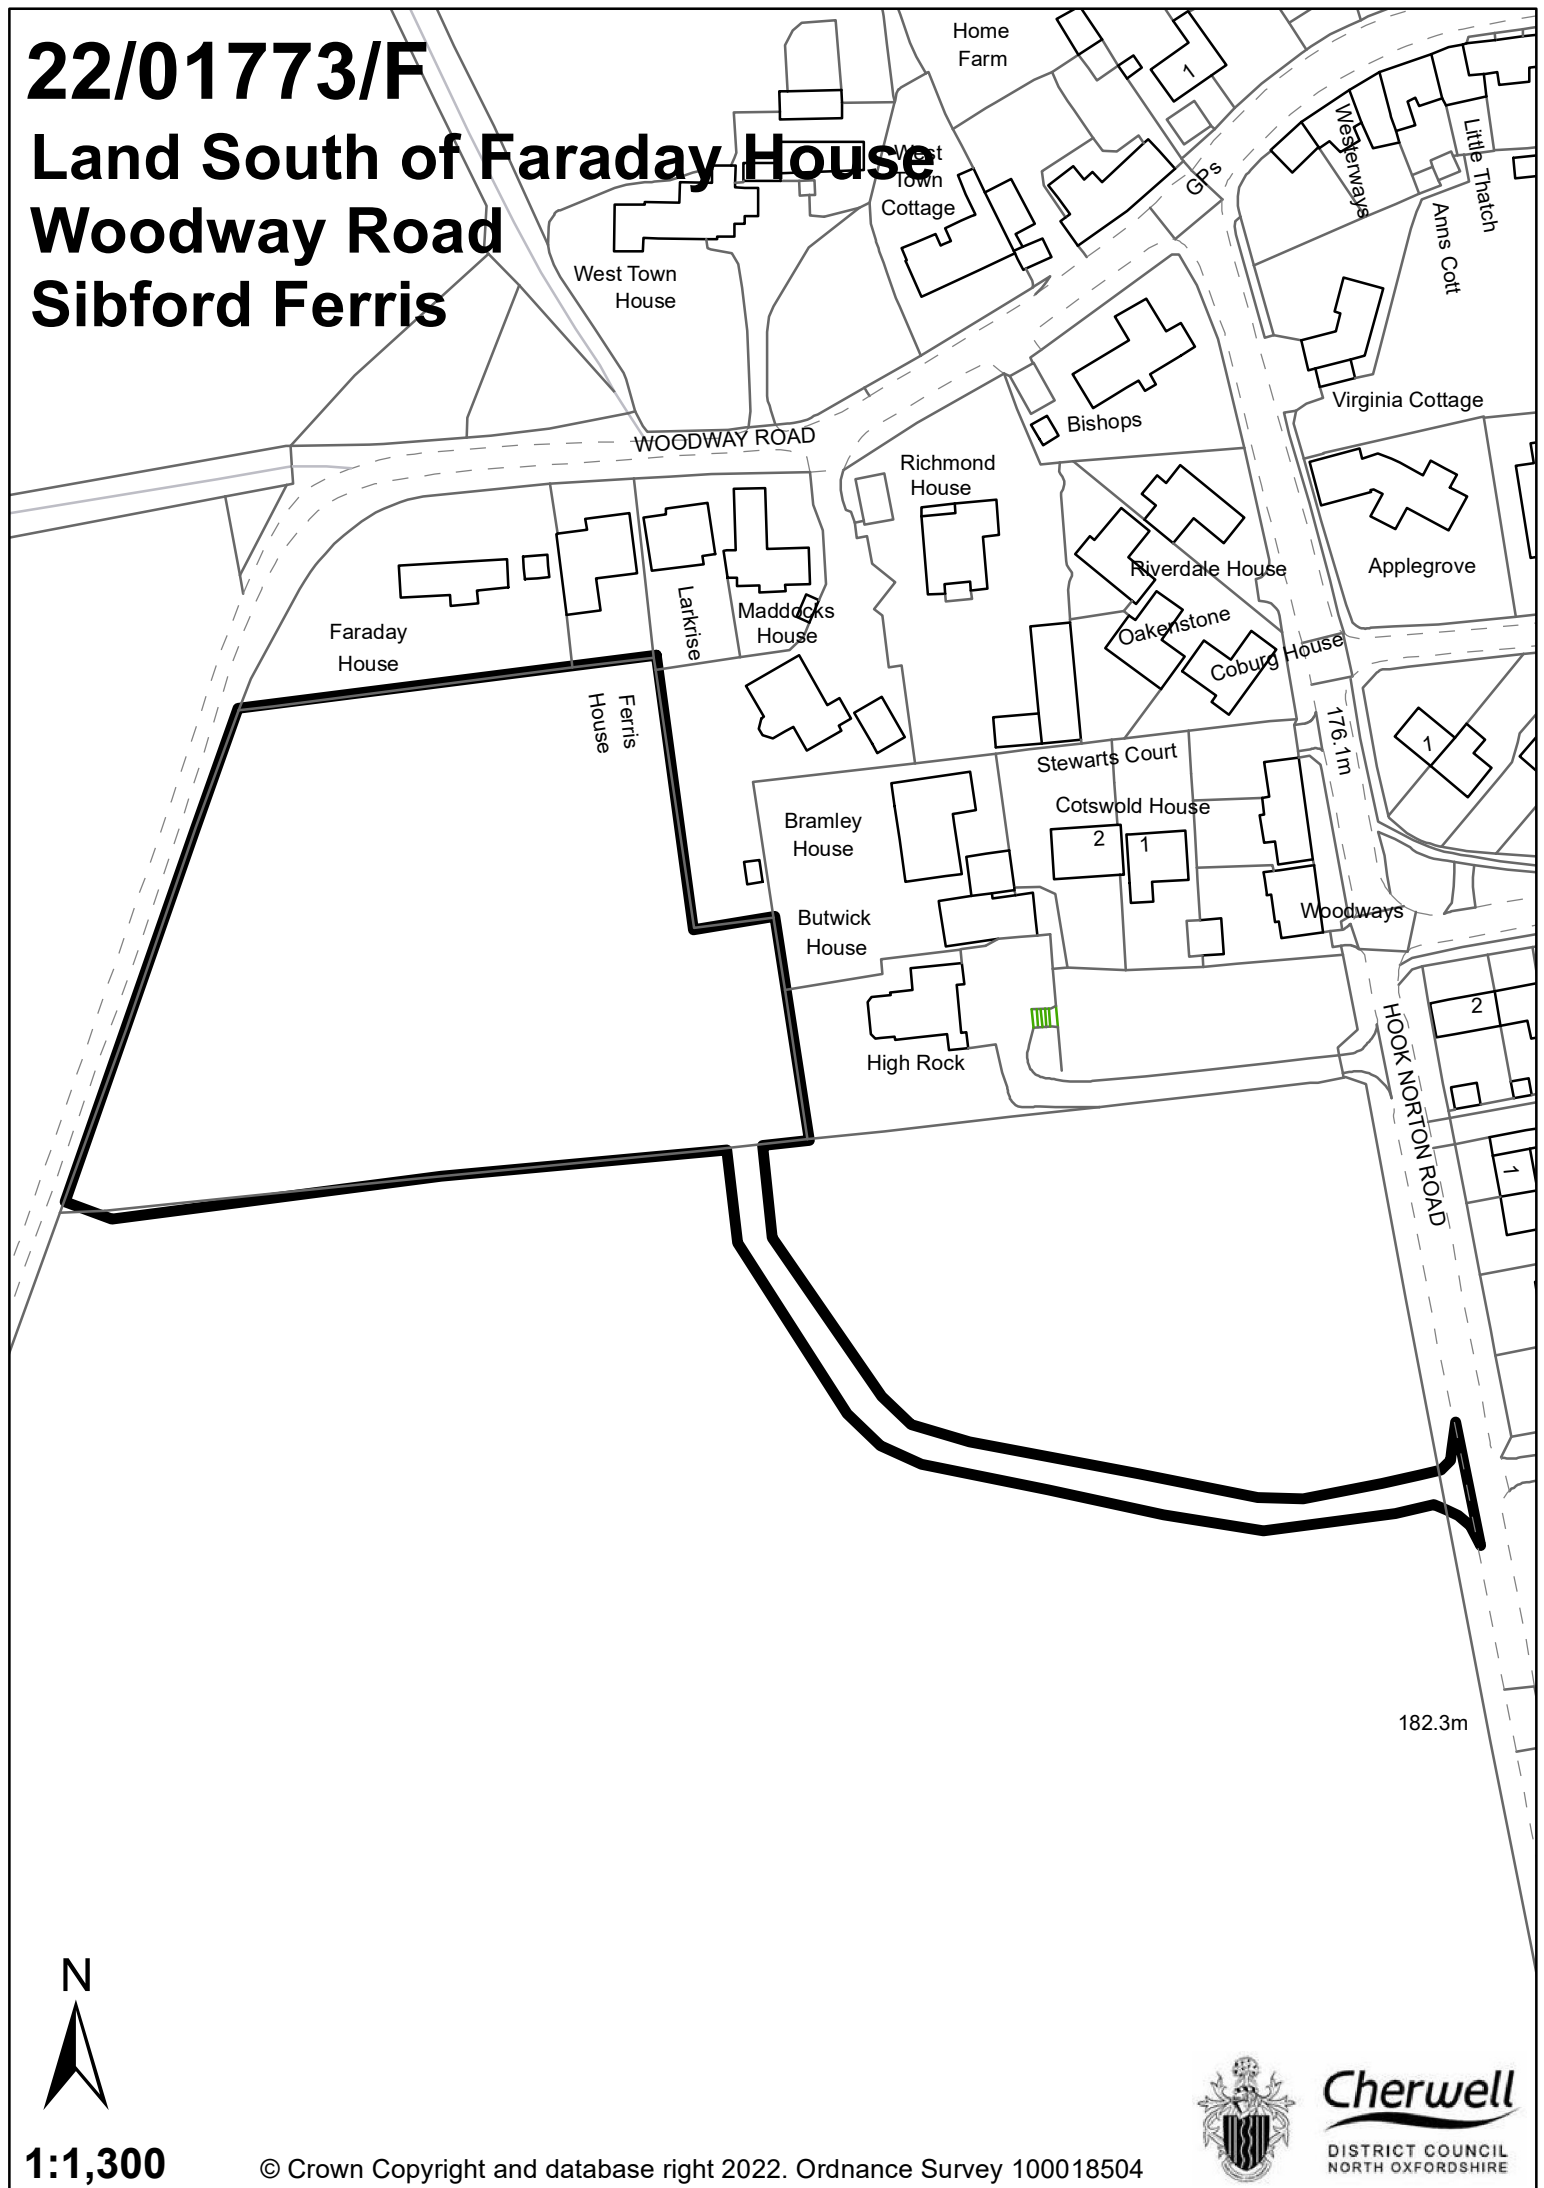 22/01773/F
Land South of Faraday House
Woodway Road
Sibford Ferris
Home
Farm
1
West
Town
Cottage
GPs
Westerways
Little Thatch
Anns Cott
West Town
House
Virginia Cottage
Bishops
WOODWAY ROAD
Richmond
House
Riverdale House
Applegrove
Faraday
House
Larkrise
Maddocks
House
Oakenstone
Coburg House
Ferris
House
176.1m
1
Stewarts Court
Cotswold House
Bramley
House
2
1
Butwick
House
Woodways
High Rock
HOOK NORTON ROAD
2
1
182.3m
N
1:1,300
© Crown Copyright and database right 2022. Ordnance Survey 100018504
Cherwell
DISTRICT COUNCIL
NORTH OXFORDSHIRE